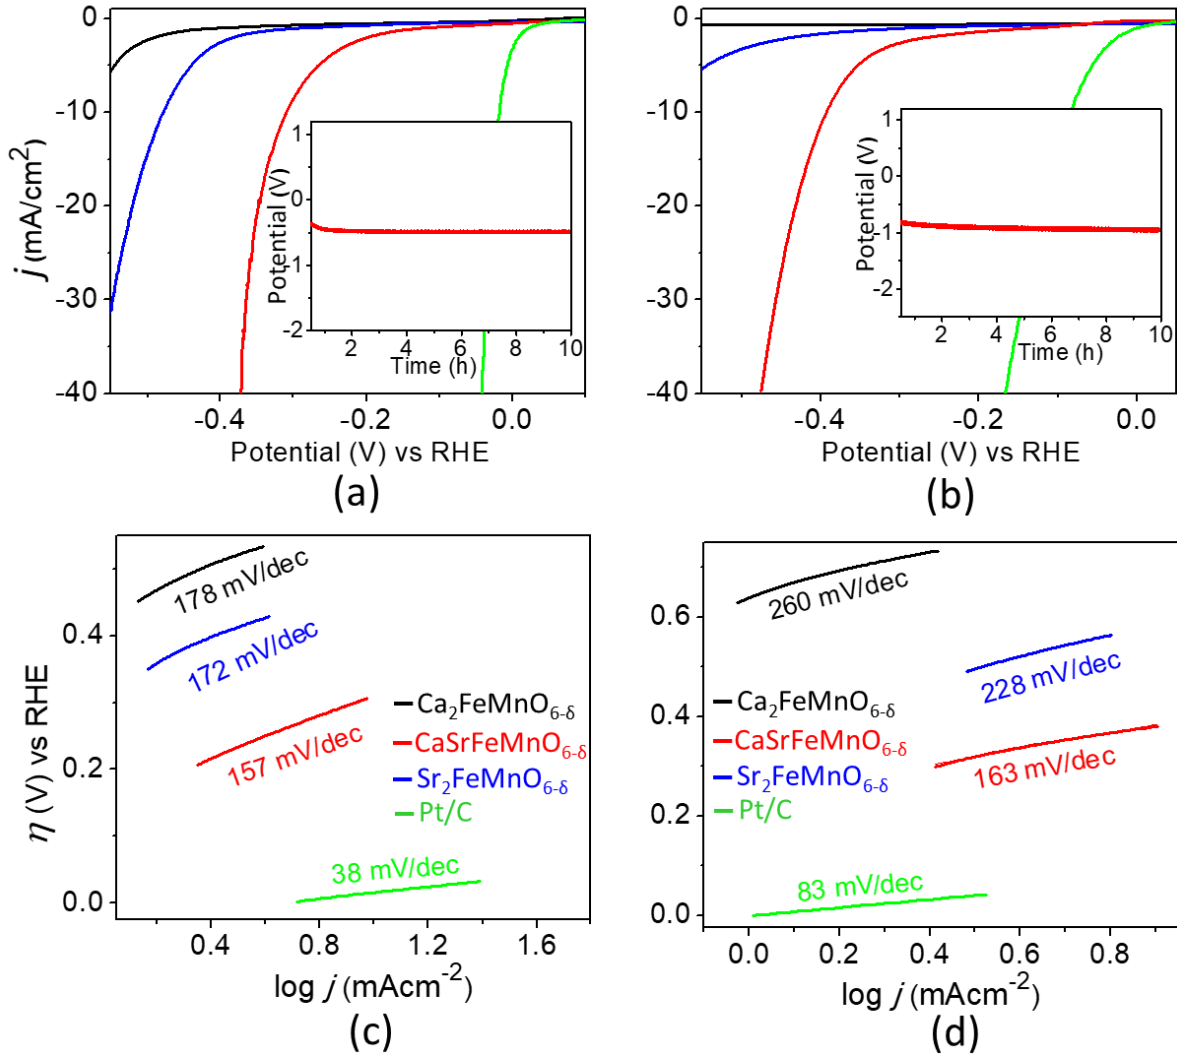 0
-10
-20
-30
-40
j (mA/cm²)
-0.4
-0.2
0.0
Potential (V) vs RHE
1
0
-1
-2
Potential (V)
2
4
6
8
10
Time (h)
(a)
0
-10
-20
-30
-40
-0.4
-0.2
0.0
Potential (V) vs RHE
1
0
-1
-2
Potential (V)
2
4
6
8
10
Time (h)
(b)
0.4
0.2
0.0
η (V) vs RHE
178 mV/dec
172 mV/dec
157 mV/dec
38 mV/dec
Ca₂FeMnO₆₋δ
CaSrFeMnO₆₋δ
Sr₂FeMnO₆₋δ
Pt/C
0.4
0.8
1.2
1.6
log j (mAcm⁻²)
(c)
0.6
0.4
0.2
0.0
260 mV/dec
228 mV/dec
163 mV/dec
83 mV/dec
Ca₂FeMnO₆₋δ
CaSrFeMnO₆₋δ
Sr₂FeMnO₆₋δ
Pt/C
0.0
0.2
0.4
0.6
0.8
log j (mAcm⁻²)
(d)